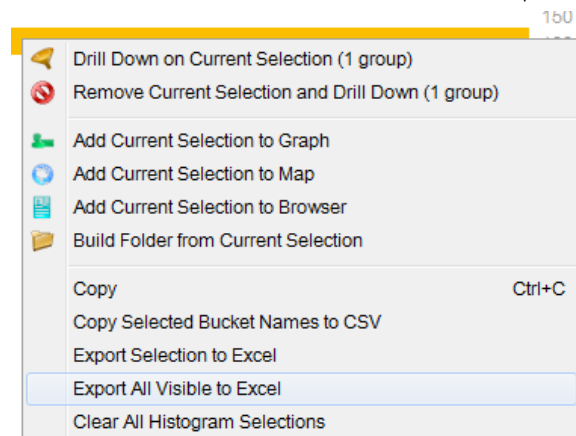 150
Drill Down on Current Selection (1 group)
Remove Current Selection and Drill Down (1 group)
Add Current Selection to Graph
Add Current Selection to Map
Add Current Selection to Browser
Build Folder from Current Selection
Copy Ctrl+C
Copy Selected Bucket Names to CSV
Export Selection to Excel
Export All Visible to Excel
Clear All Histogram Selections